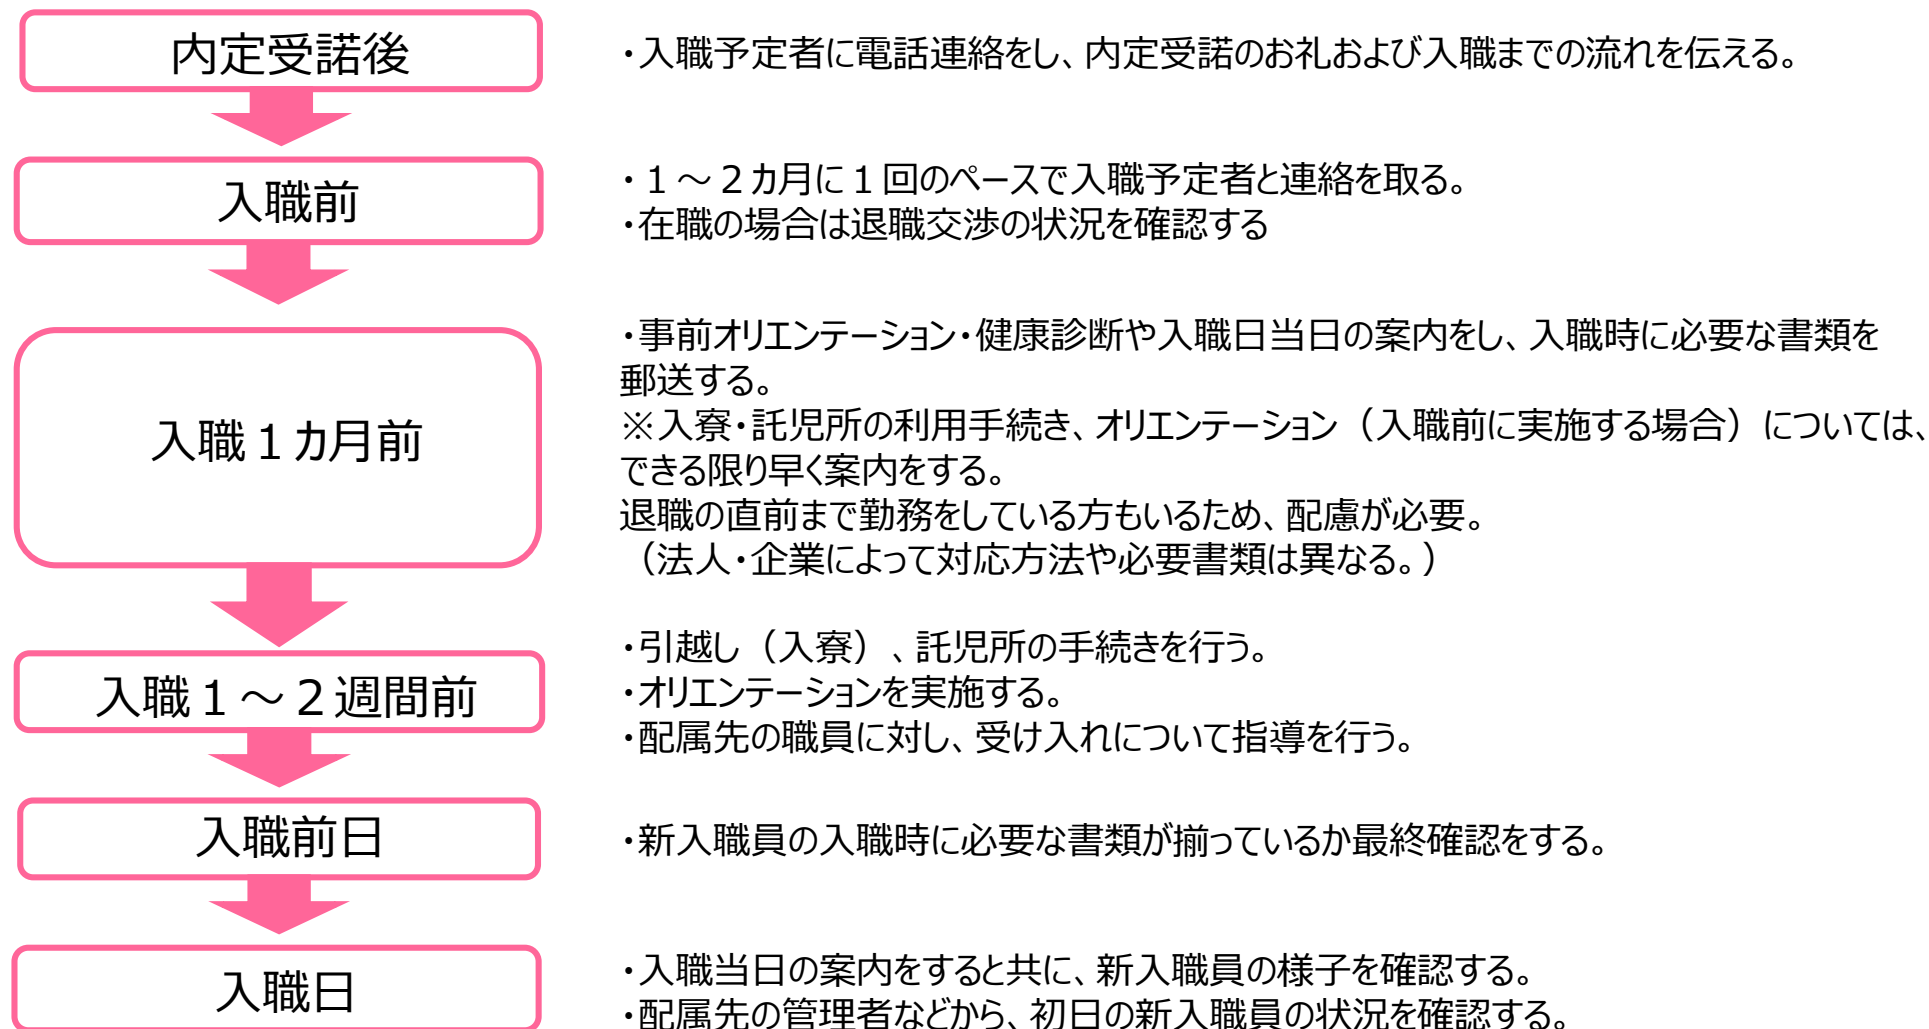 内定受諾後
・入職予定者に電話連絡をし、内定受諾のお礼および入職までの流れを伝える。
入職前
・１～２カ月に１回のペースで入職予定者と連絡を取る。
・在職の場合は退職交渉の状況を確認する
入職１カ月前
・事前オリエンテーション・健康診断や入職日当日の案内をし、入職時に必要な書類を
郵送する。
※入寮・託児所の利用手続き、オリエンテーション（入職前に実施する場合）については、
できる限り早く案内をする。
退職の直前まで勤務をしている方もいるため、配慮が必要。
（法人・企業によって対応方法や必要書類は異なる。）
入職１～２週間前
・引越し（入寮）、託児所の手続きを行う。
・オリエンテーションを実施する。
・配属先の職員に対し、受け入れについて指導を行う。
入職前日
・新入職員の入職時に必要な書類が揃っているか最終確認をする。
入職日
・入職当日の案内をすると共に、新入職員の様子を確認する。
・配属先の管理者などから、初日の新入職員の状況を確認する。